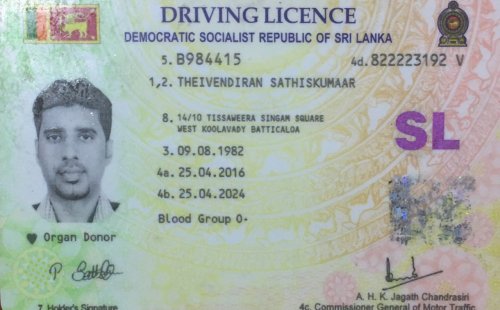 DRIVING LICENCE
DEMOCRATIC SOCIALIST REPUBLIC OF SRI LANKA
5. B984415 4d. 822223192 V
1,2. THEIVENDIRAN SATHISKUMAAR
8. 14/10 TISSAWEERA SINGAM SQUARE
WEST KOOLAVADY BATTICALOA
SL
3. 09.08.1982
4a. 25.04.2016
4b. 25.04.2024
Blood Group O-
Organ Donor
A. H. K. Jagath Chandrasiri
7. Holder's Signature 4c. Commissioner General of Motor Traffic